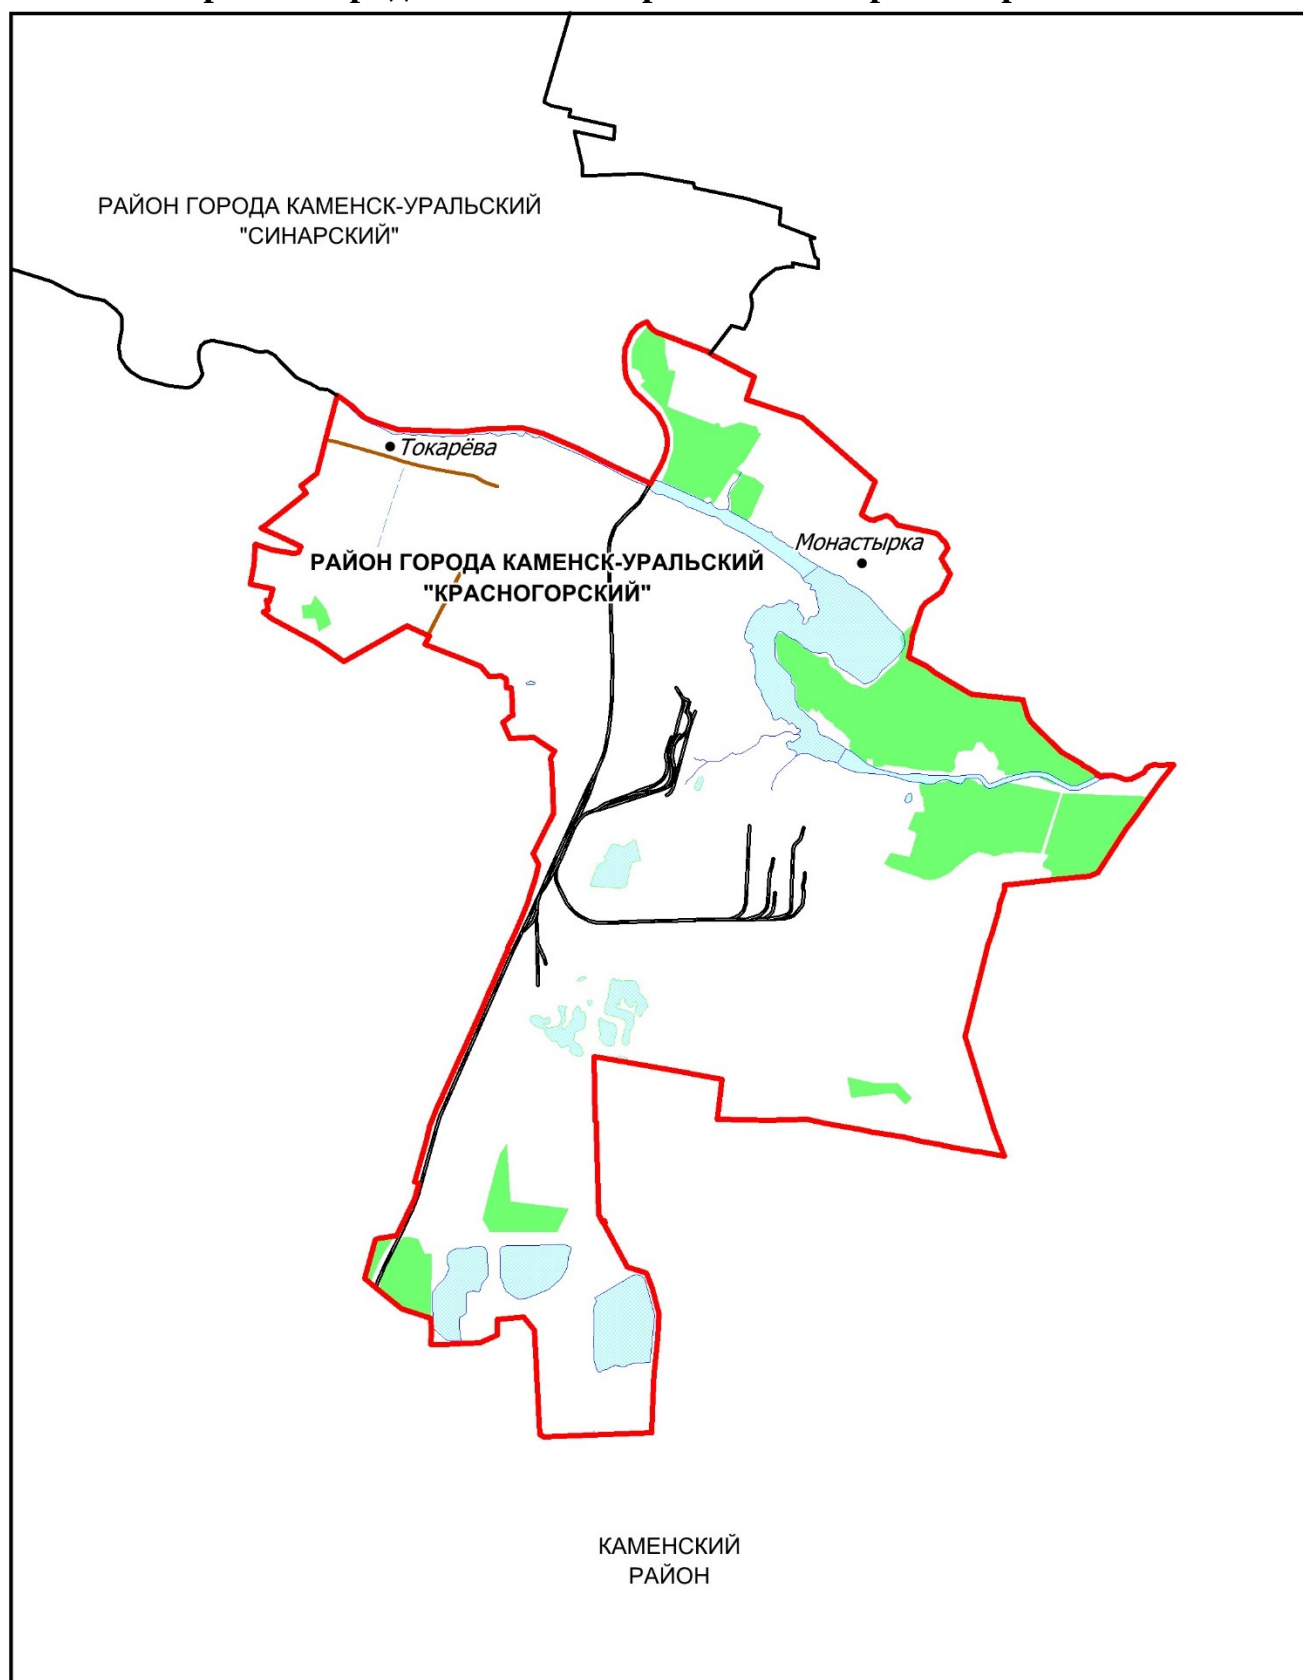 РАЙОН ГОРОДА КАМЕНСК-УРАЛЬСКИЙ
"СИНАРСКИЙ"
Токарёва
Монастырка
РАЙОН ГОРОДА КАМЕНСК-УРАЛЬСКИЙ
"КРАСНОГОРСКИЙ"
КАМЕНСКИЙ
РАЙОН